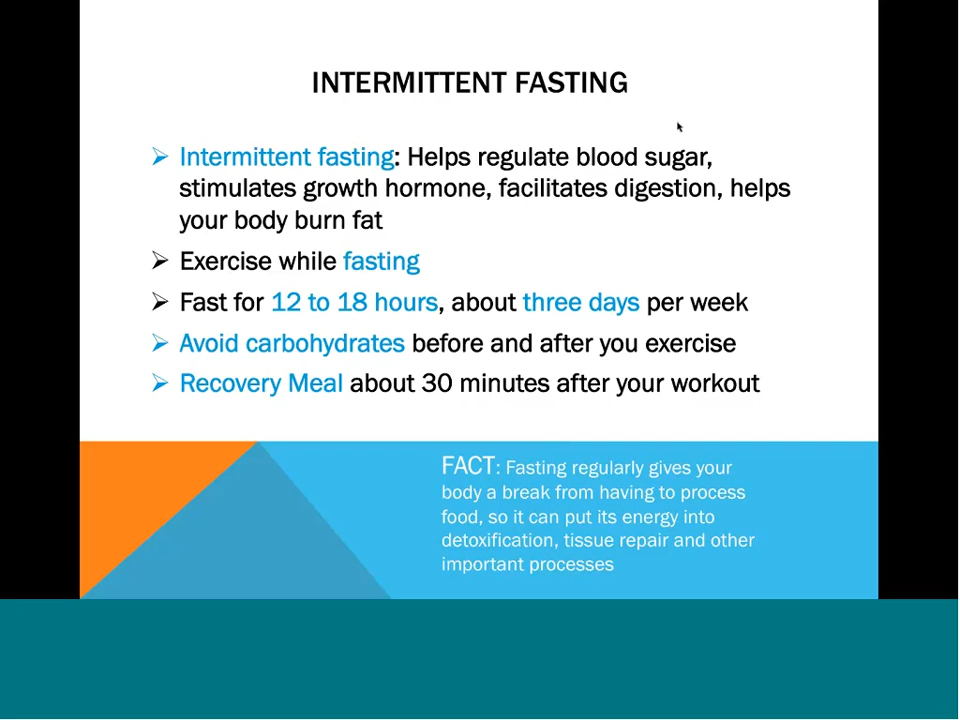 INTERMITTENT FASTING
Intermittent fasting: Helps regulate blood sugar,
stimulates growth hormone, facilitates digestion, helps
your body burn fat
Exercise while fasting
Fast for 12 to 18 hours, about three days per week
Avoid carbohydrates before and after you exercise
Recovery Meal about 30 minutes after your workout
FACT: Fasting regularly gives your
body a break from having to process
food, so it can put its energy into
detoxification, tissue repair and other
important processes